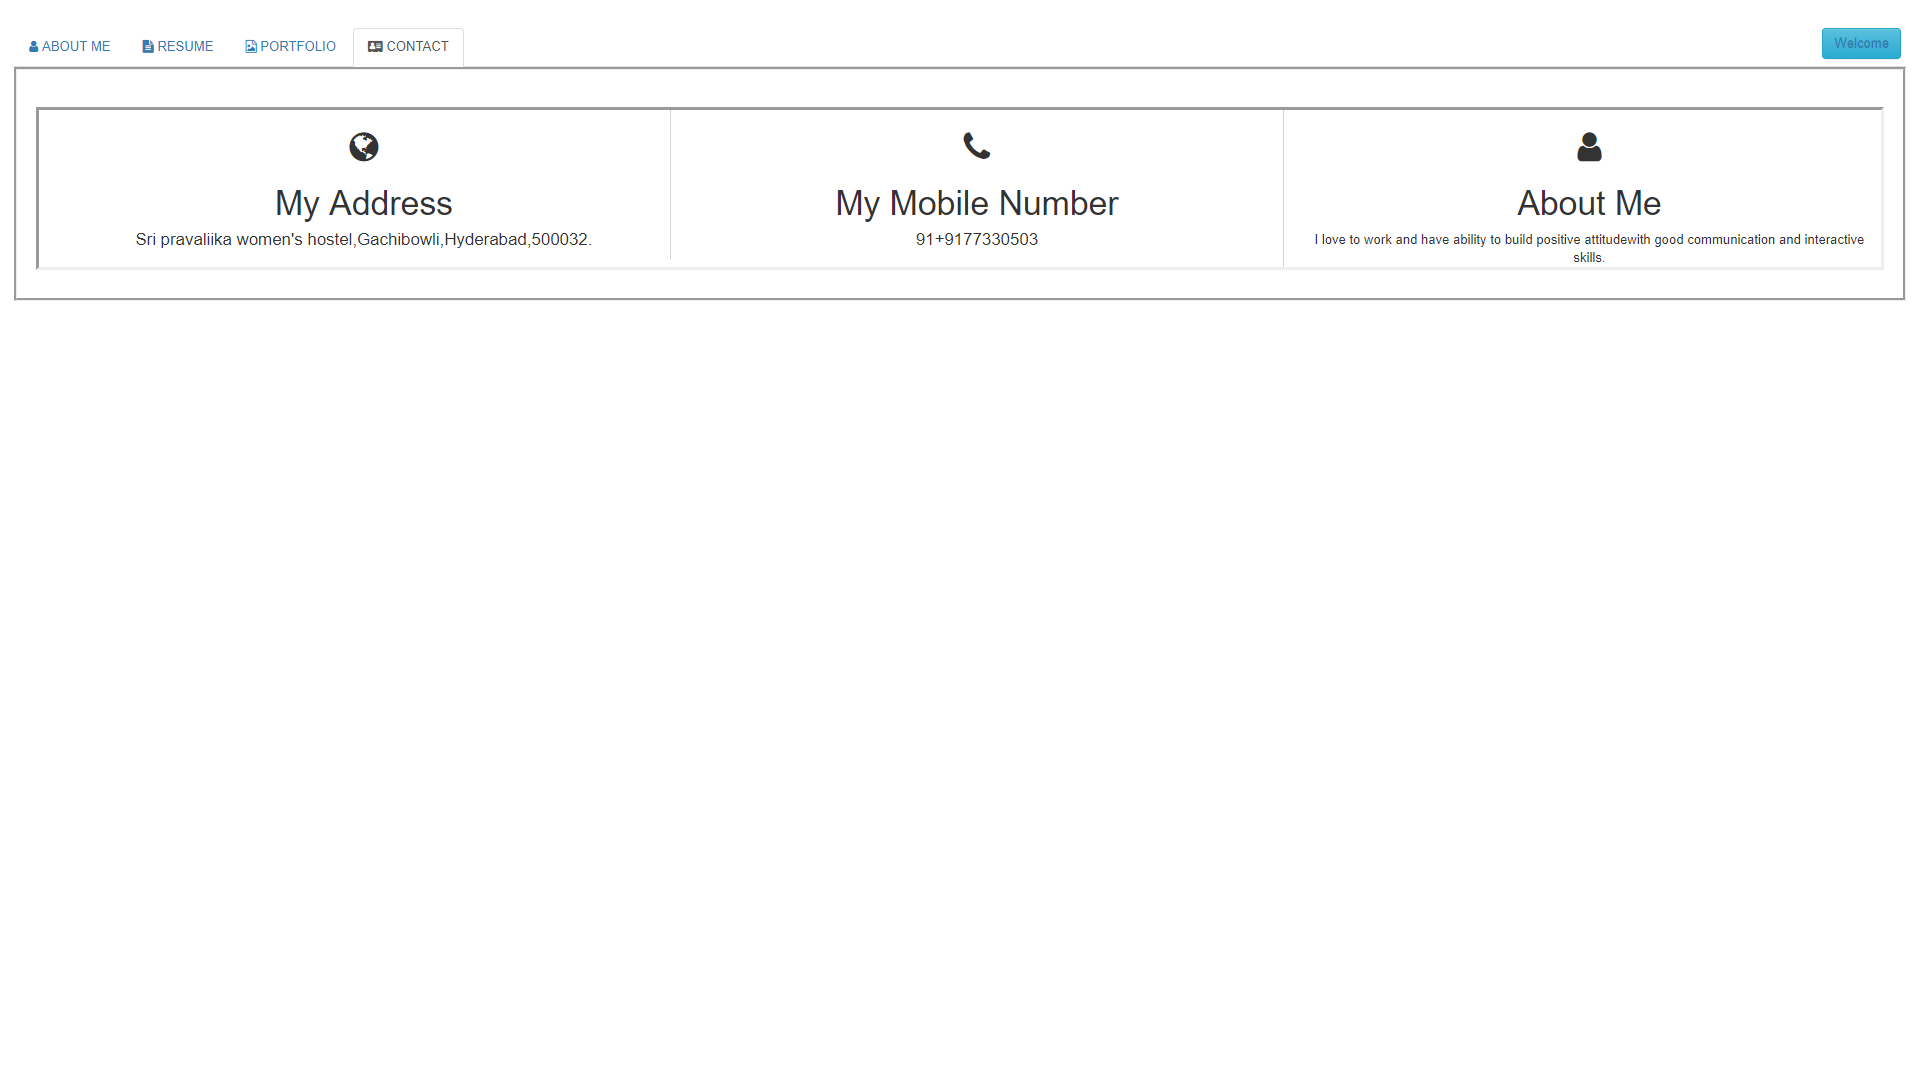 ABOUT ME RESUME PORTFOLIO CONTACT Welcome
My Address
Sri pravaliika women's hostel,Gachibowli,Hyderabad,500032.
My Mobile Number
91+9177330503
About Me
I love to work and have ability to build positive attitudewith good communication and interactive
skills.